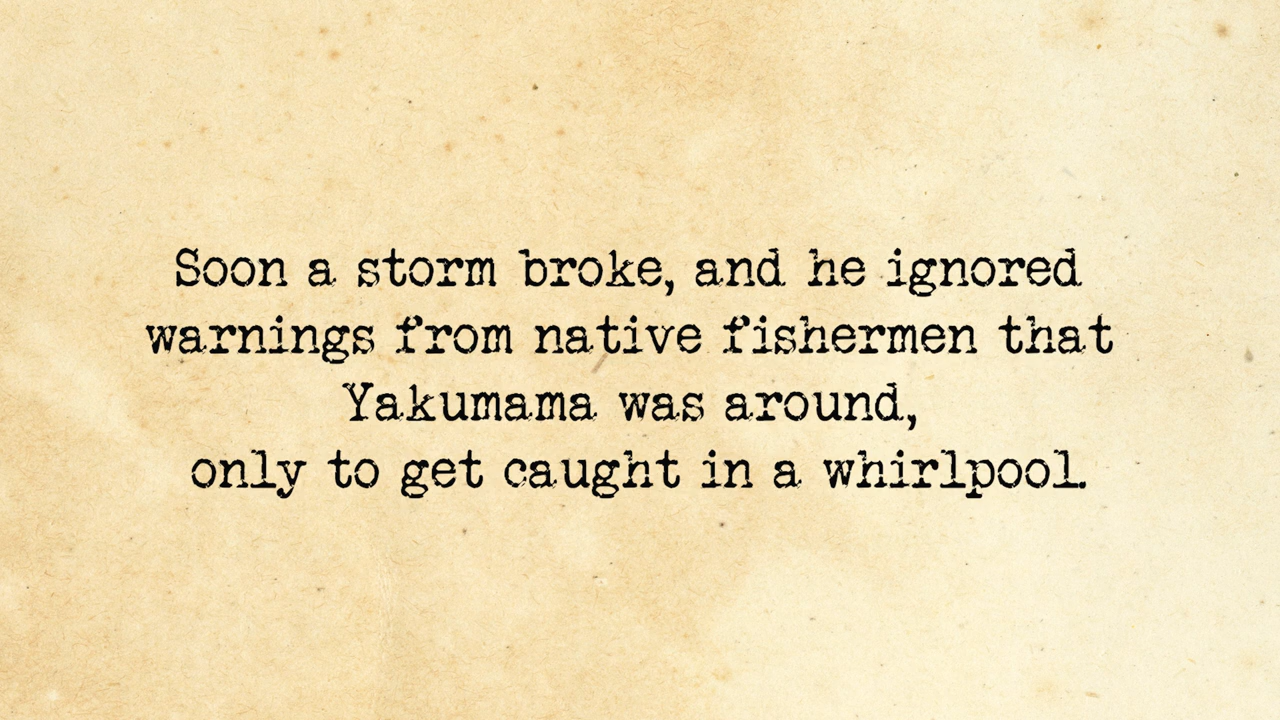 Soon a storm broke, and he ignored
warnings from native fishermen that
Yakumama was around,
only to get caught in a whirlpool.